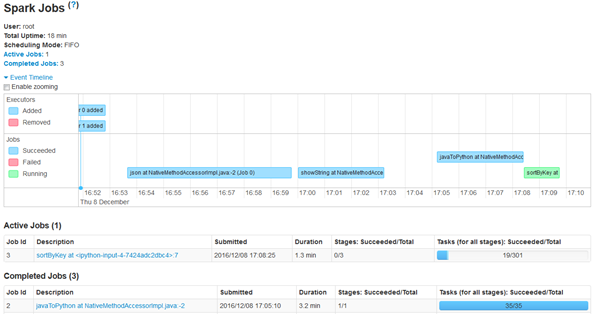 Spark Jobs (?)
User: root
Total Uptime: 18 min
Scheduling Mode: FIFO
Active Jobs: 1
Completed Jobs: 3
Event Timeline
Enable zooming
Executors
Added
Removed
r 0 added
r 1 added
Jobs
Succeeded
Failed
Running
javaToPython at NativeMethodAcc
json at NativeMethodAccessorImpl.java:-2 (Job 0)
showString at NativeMethodAcce
sortByKey at
16:52 16:53 16:54 16:55 16:56 16:57 16:58 16:59 17:00 17:01 17:02 17:03 17:04 17:05 17:06 17:07 17:08 17:09 17:10
Thu 8 December
Active Jobs (1)
Job Id Description Submitted Duration Stages: Succeeded/Total Tasks (for all stages): Succeeded/Total
3 sortByKey at <ipython-input-4-7424adc2dbc4>:7 2016/12/08 17:08:25 1.3 min 0/3 19/301
Completed Jobs (3)
Job Id Description Submitted Duration Stages: Succeeded/Total Tasks (for all stages): Succeeded/Total
2 javaToPython at NativeMethodAccessorImpl.java:-2 2016/12/08 17:05:10 3.2 min 1/1 35/35